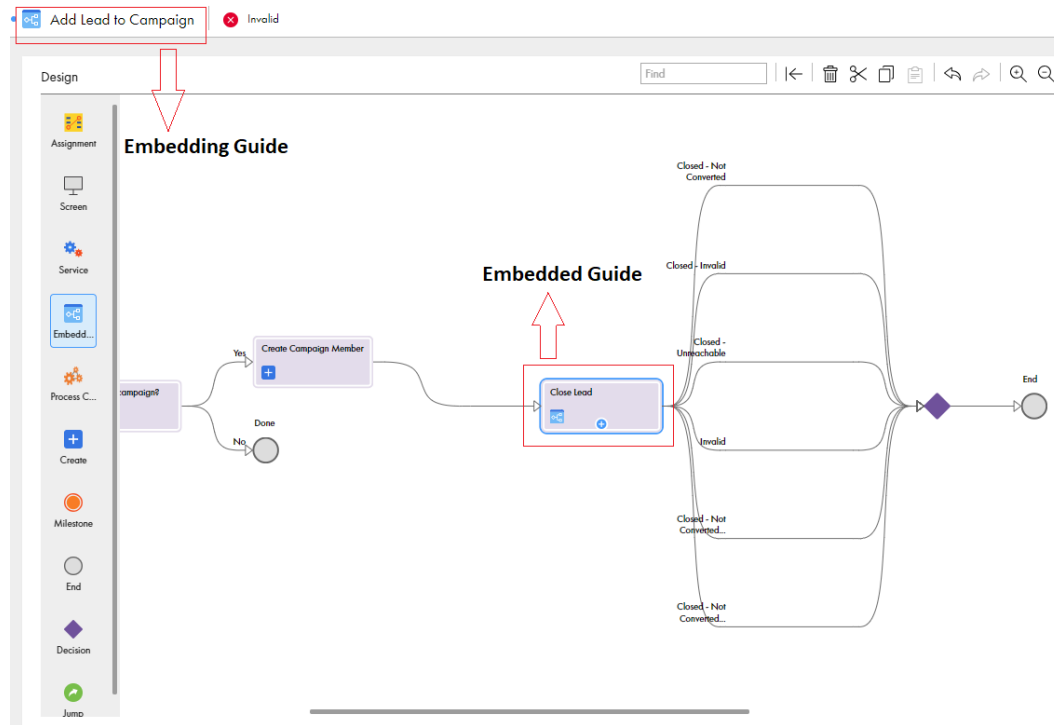 Add Lead to Campaign
Invalid
Design
Find
Assignment
Screen
Service
Embedd...
Process C...
Create
Milestone
End
Decision
Jump
Embedding Guide
campaign?
Yes
Create Campaign Member
No
Done
Embedded Guide
Close Lead
Closed - Not
Converted
Closed - Invalid
Closed -
Unreachable
Invalid
Closed - Not
Converted...
Closed - Not
Converted...
End